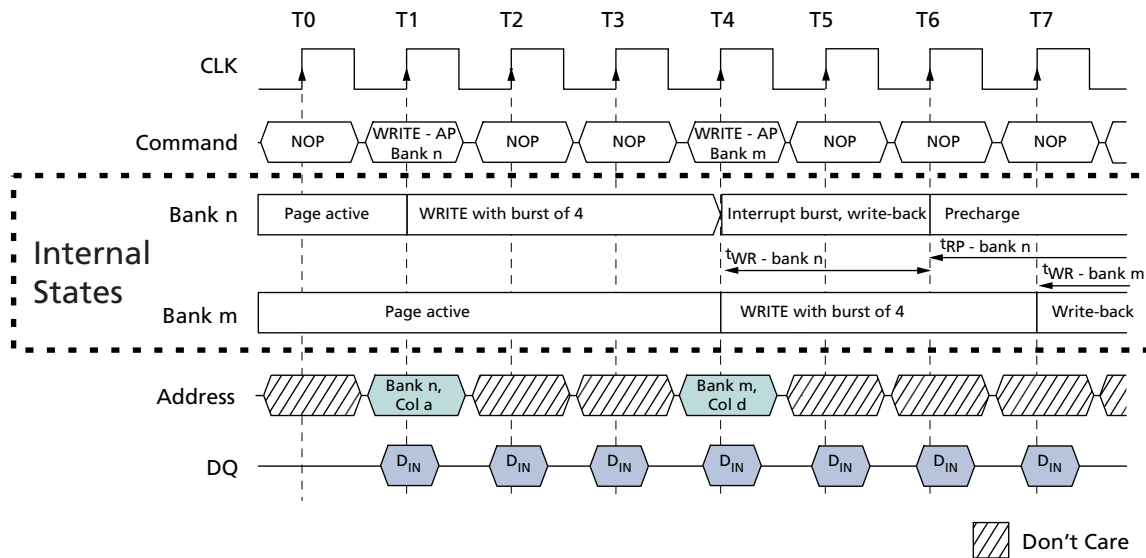 T0 T1 T2 T3 T4 T5 T6 T7
CLK
Command NOP WRITE - AP Bank n NOP NOP WRITE - AP Bank m NOP NOP NOP
Internal States
Bank n Page active WRITE with burst of 4 Interrupt burst, write-back Precharge
tWR - bank n tRP - bank n
tWR - bank m
Bank m Page active WRITE with burst of 4 Write-back
Address Bank n, Col a Bank m, Col d
DQ DIN DIN DIN DIN DIN DIN DIN
Don't Care